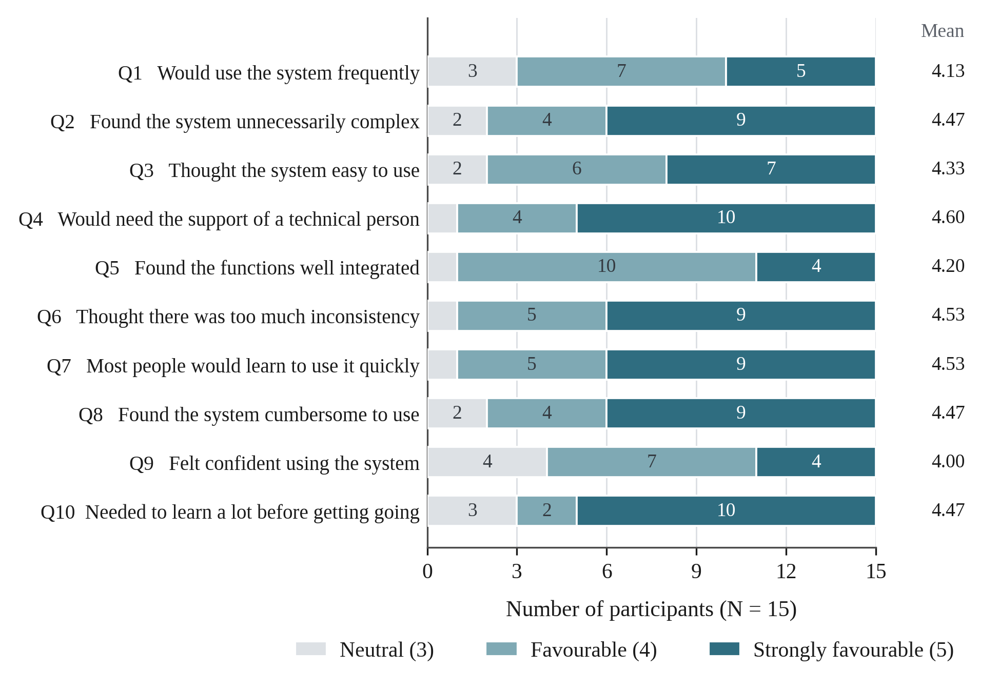 Mean
Q1 Would use the system frequently 3 7 5 4.13
Q2 Found the system unnecessarily complex 2 4 9 4.47
Q3 Thought the system easy to use 2 6 7 4.33
Q4 Would need the support of a technical person 4 10 4.60
Q5 Found the functions well integrated 10 4 4.20
Q6 Thought there was too much inconsistency 5 9 4.53
Q7 Most people would learn to use it quickly 5 9 4.53
Q8 Found the system cumbersome to use 2 4 9 4.47
Q9 Felt confident using the system 4 7 4 4.00
Q10 Needed to learn a lot before getting going 3 2 10 4.47
0 3 6 9 12 15
Number of participants (N = 15)
Neutral (3) Favourable (4) Strongly favourable (5)